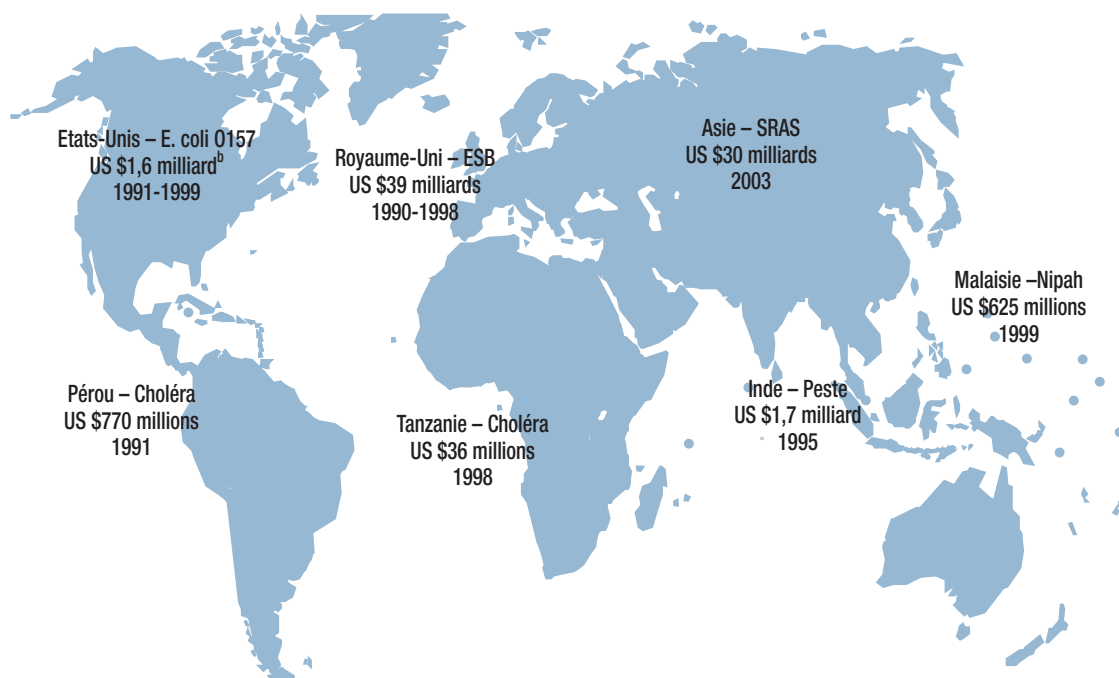 Etats-Unis – E. coli 0157
US $1,6 milliardb
1991-1999
Royaume-Uni – ESB
US $39 milliards
1990-1998
Asie – SRAS
US $30 milliards
2003
Malaisie –Nipah
US $625 millions
1999
Pérou – Choléra
US $770 millions
1991
Tanzanie – Choléra
US $36 millions
1998
Inde – Peste
US $1,7 milliard
1995